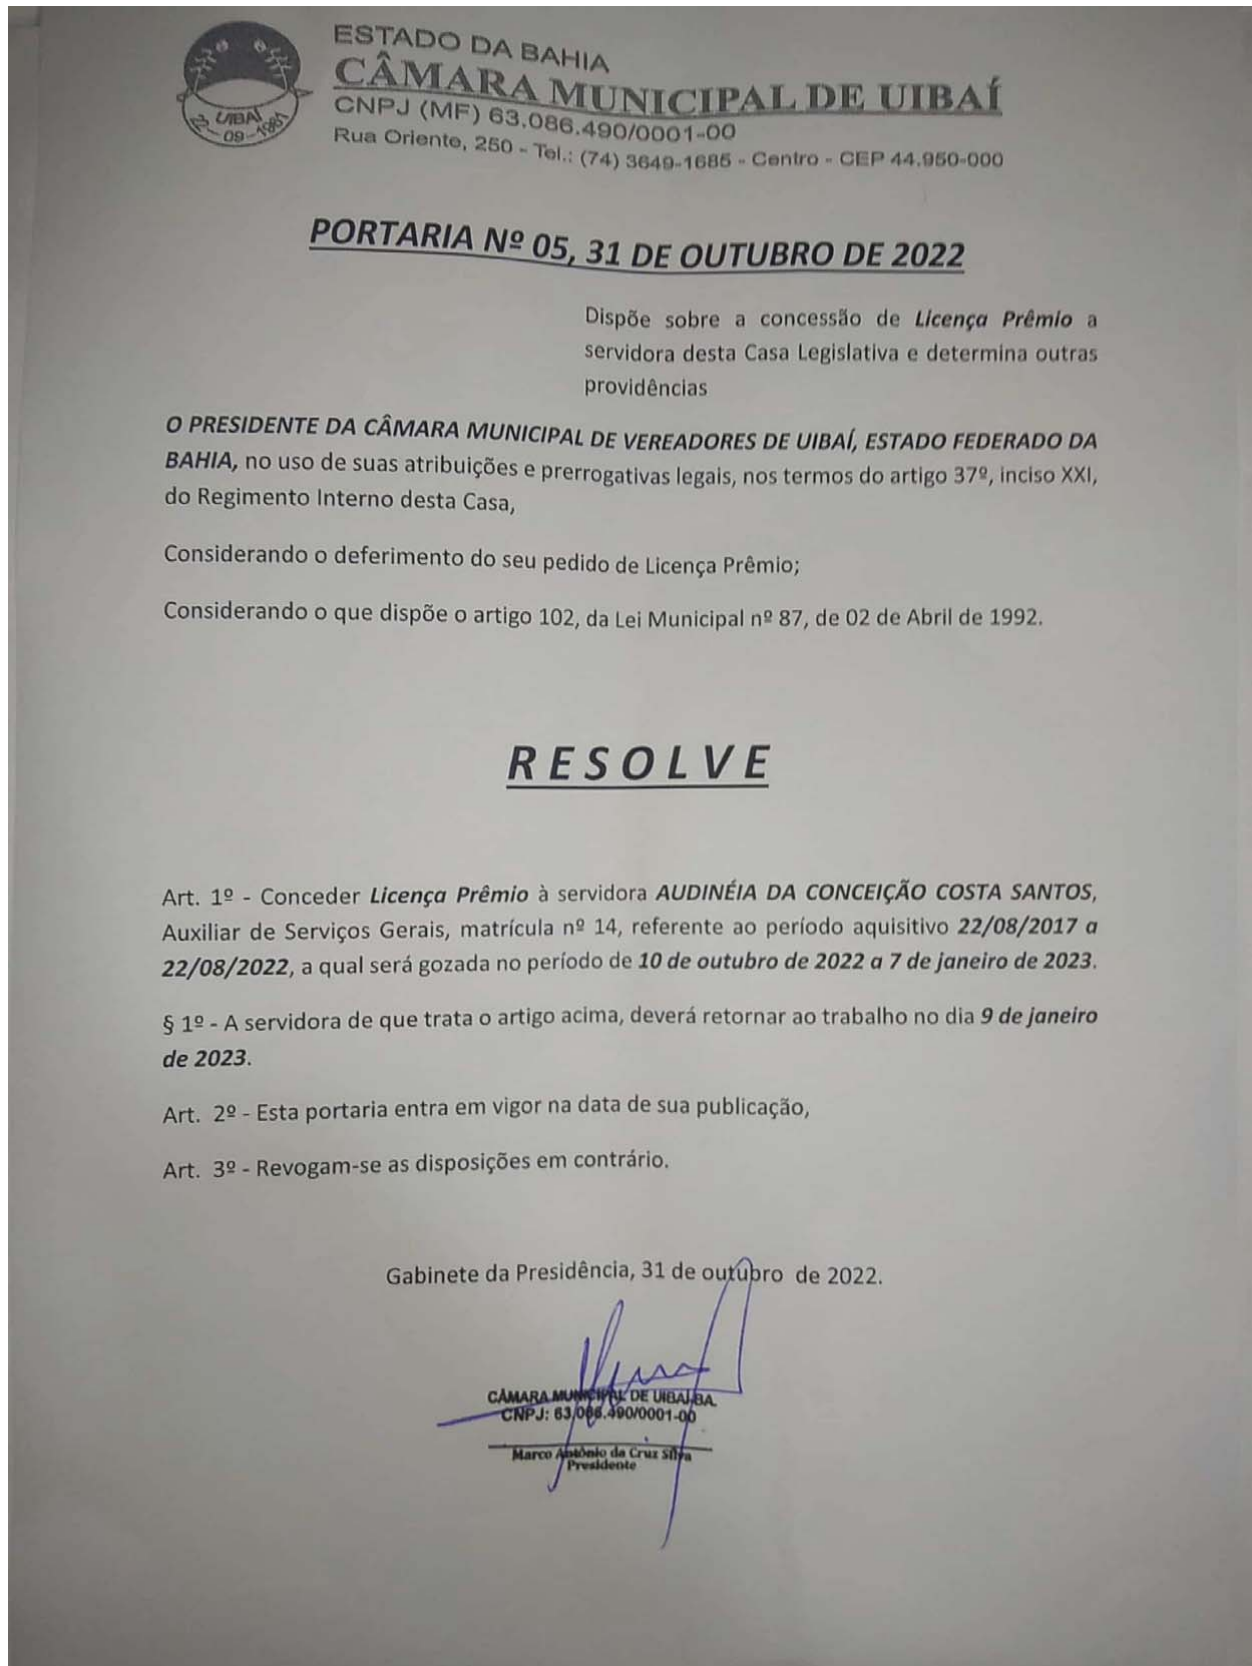 ESTADO DA BAHIA
CÂMARA MUNICIPAL DE UIBAÍ
CNPJ (MF) 63.086.490/0001-00
Rua Oriente, 250 - Tel.: (74) 3649-1685 - Centro - CEP 44.950-000
UIBAÍ
22-09-1961
PORTARIA Nº 05, 31 DE OUTUBRO DE 2022
Dispõe sobre a concessão de Licença Prêmio a
servidora desta Casa Legislativa e determina outras
providências
O PRESIDENTE DA CÂMARA MUNICIPAL DE VEREADORES DE UIBAÍ, ESTADO FEDERADO DA
BAHIA, no uso de suas atribuições e prerrogativas legais, nos termos do artigo 37º, inciso XXI,
do Regimento Interno desta Casa,
Considerando o deferimento do seu pedido de Licença Prêmio;
Considerando o que dispõe o artigo 102, da Lei Municipal nº 87, de 02 de Abril de 1992.
R E S O L V E
Art. 1º - Conceder Licença Prêmio à servidora AUDINÉIA DA CONCEIÇÃO COSTA SANTOS,
Auxiliar de Serviços Gerais, matrícula nº 14, referente ao período aquisitivo 22/08/2017 a
22/08/2022, a qual será gozada no período de 10 de outubro de 2022 a 7 de janeiro de 2023.
§ 1º - A servidora de que trata o artigo acima, deverá retornar ao trabalho no dia 9 de janeiro
de 2023.
Art. 2º - Esta portaria entra em vigor na data de sua publicação,
Art. 3º - Revogam-se as disposições em contrário.
Gabinete da Presidência, 31 de outubro de 2022.
CÂMARA MUNICIPAL DE UIBAÍ-BA.
CNPJ: 63.086.490/0001-00
Marco Antônio da Cruz Silva
Presidente